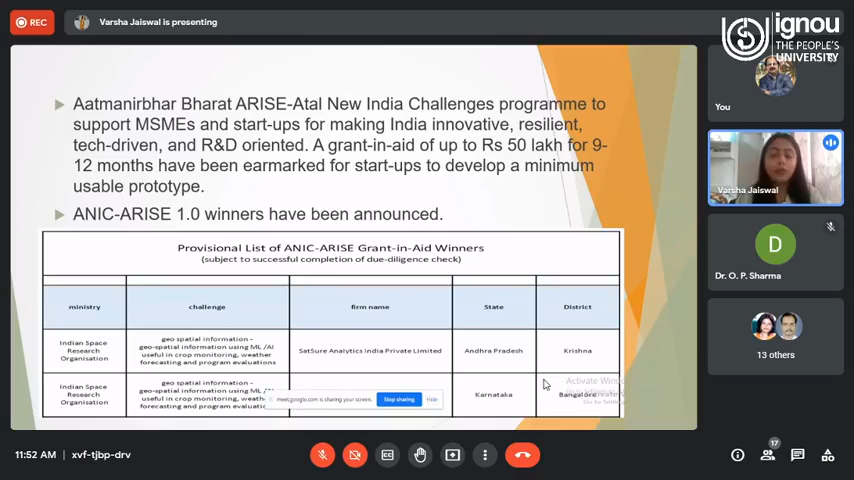 REC
Varsha Jaiswal is presenting
ignou
THE PEOPLE'S
UNIVERSITY
Aatmanirbhar Bharat ARISE-Atal New India Challenges programme to
support MSMEs and start-ups for making India innovative, resilient,
tech-driven, and R&D oriented. A grant-in-aid of up to Rs 50 lakh for 9-
12 months have been earmarked for start-ups to develop a minimum
usable prototype.
ANIC-ARISE 1.0 winners have been announced.
Provisional List of ANIC-ARISE Grant-in-Aid Winners
(subject to successful completion of due-diligence check)
ministry challenge firm name State District
Indian Space
Research
Organisation
geo spatial information -
geo-spatial information using ML /AI
useful in crop monitoring, weather
forecasting and program evaluations
SatSure Analytics India Private Limited
Andhra Pradesh
Krishna
Indian Space
Research
Organisation
geo spatial information -
geo-spatial information using ML
useful in crop monitoring,
forecasting and program
Karnataka
meet.google.com is sharing your screen. Stop sharing Hide
Activate
You
Varsha Jaiswal
D
Dr. O. P. Sharma
13 others
11:52 AM xvf-tjbp-drv
17